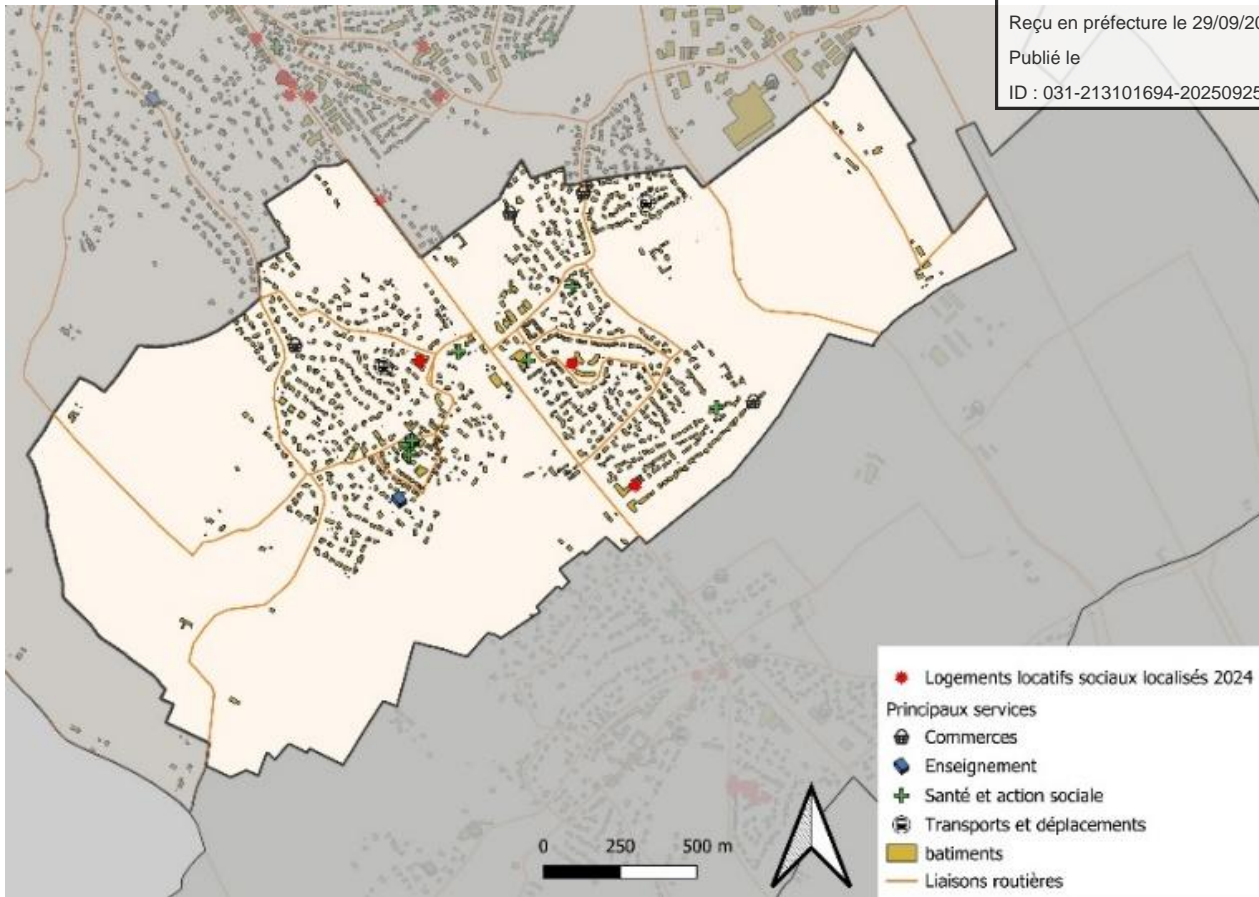 Reçu en préfecture le 29/09/20
Publié le
ID : 031-213101694-20250925
Logements locatifs sociaux localisés 2024
Principaux services
Commerces
Enseignement
Santé et action sociale
Transports et déplacements
batiments
Liaisons routières
0 250 500 m